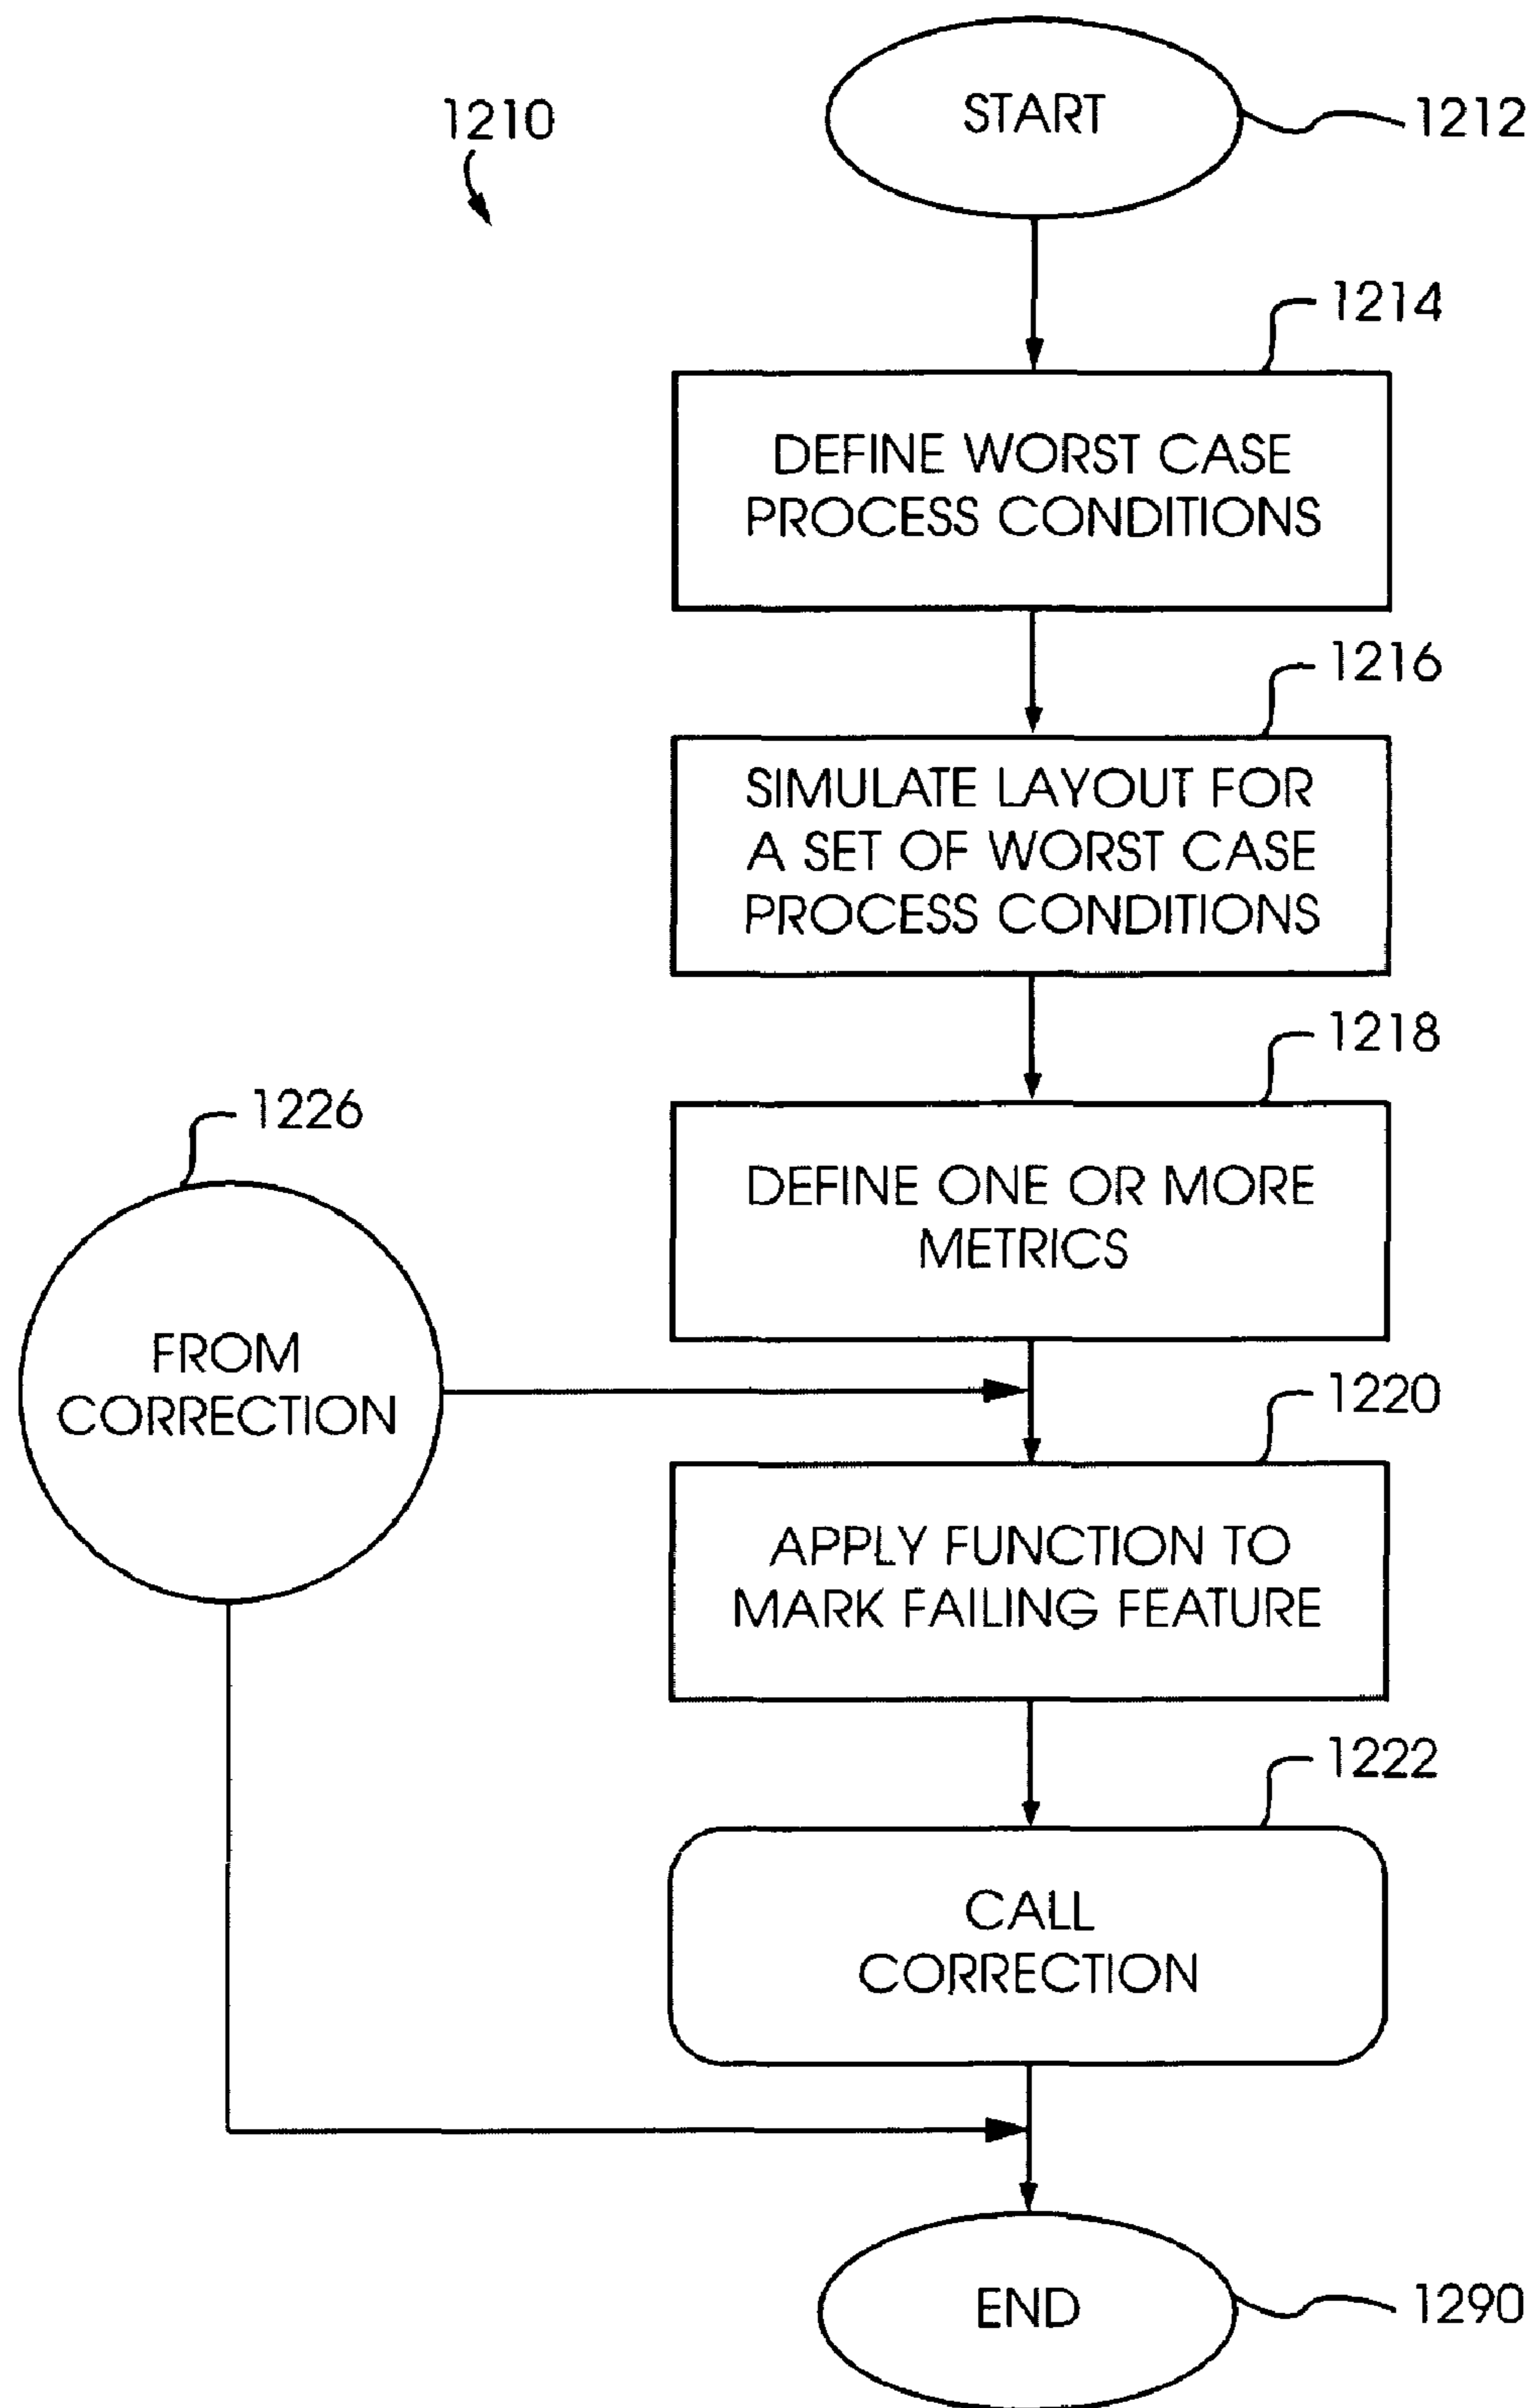 1210
START
1212
1214
DEFINE WORST CASE
PROCESS CONDITIONS
1216
SIMULATE LAYOUT FOR
A SET OF WORST CASE
PROCESS CONDITIONS
1218
DEFINE ONE OR MORE
METRICS
1226
FROM
CORRECTION
1220
APPLY FUNCTION TO
MARK FAILING FEATURE
1222
CALL
CORRECTION
END
1290